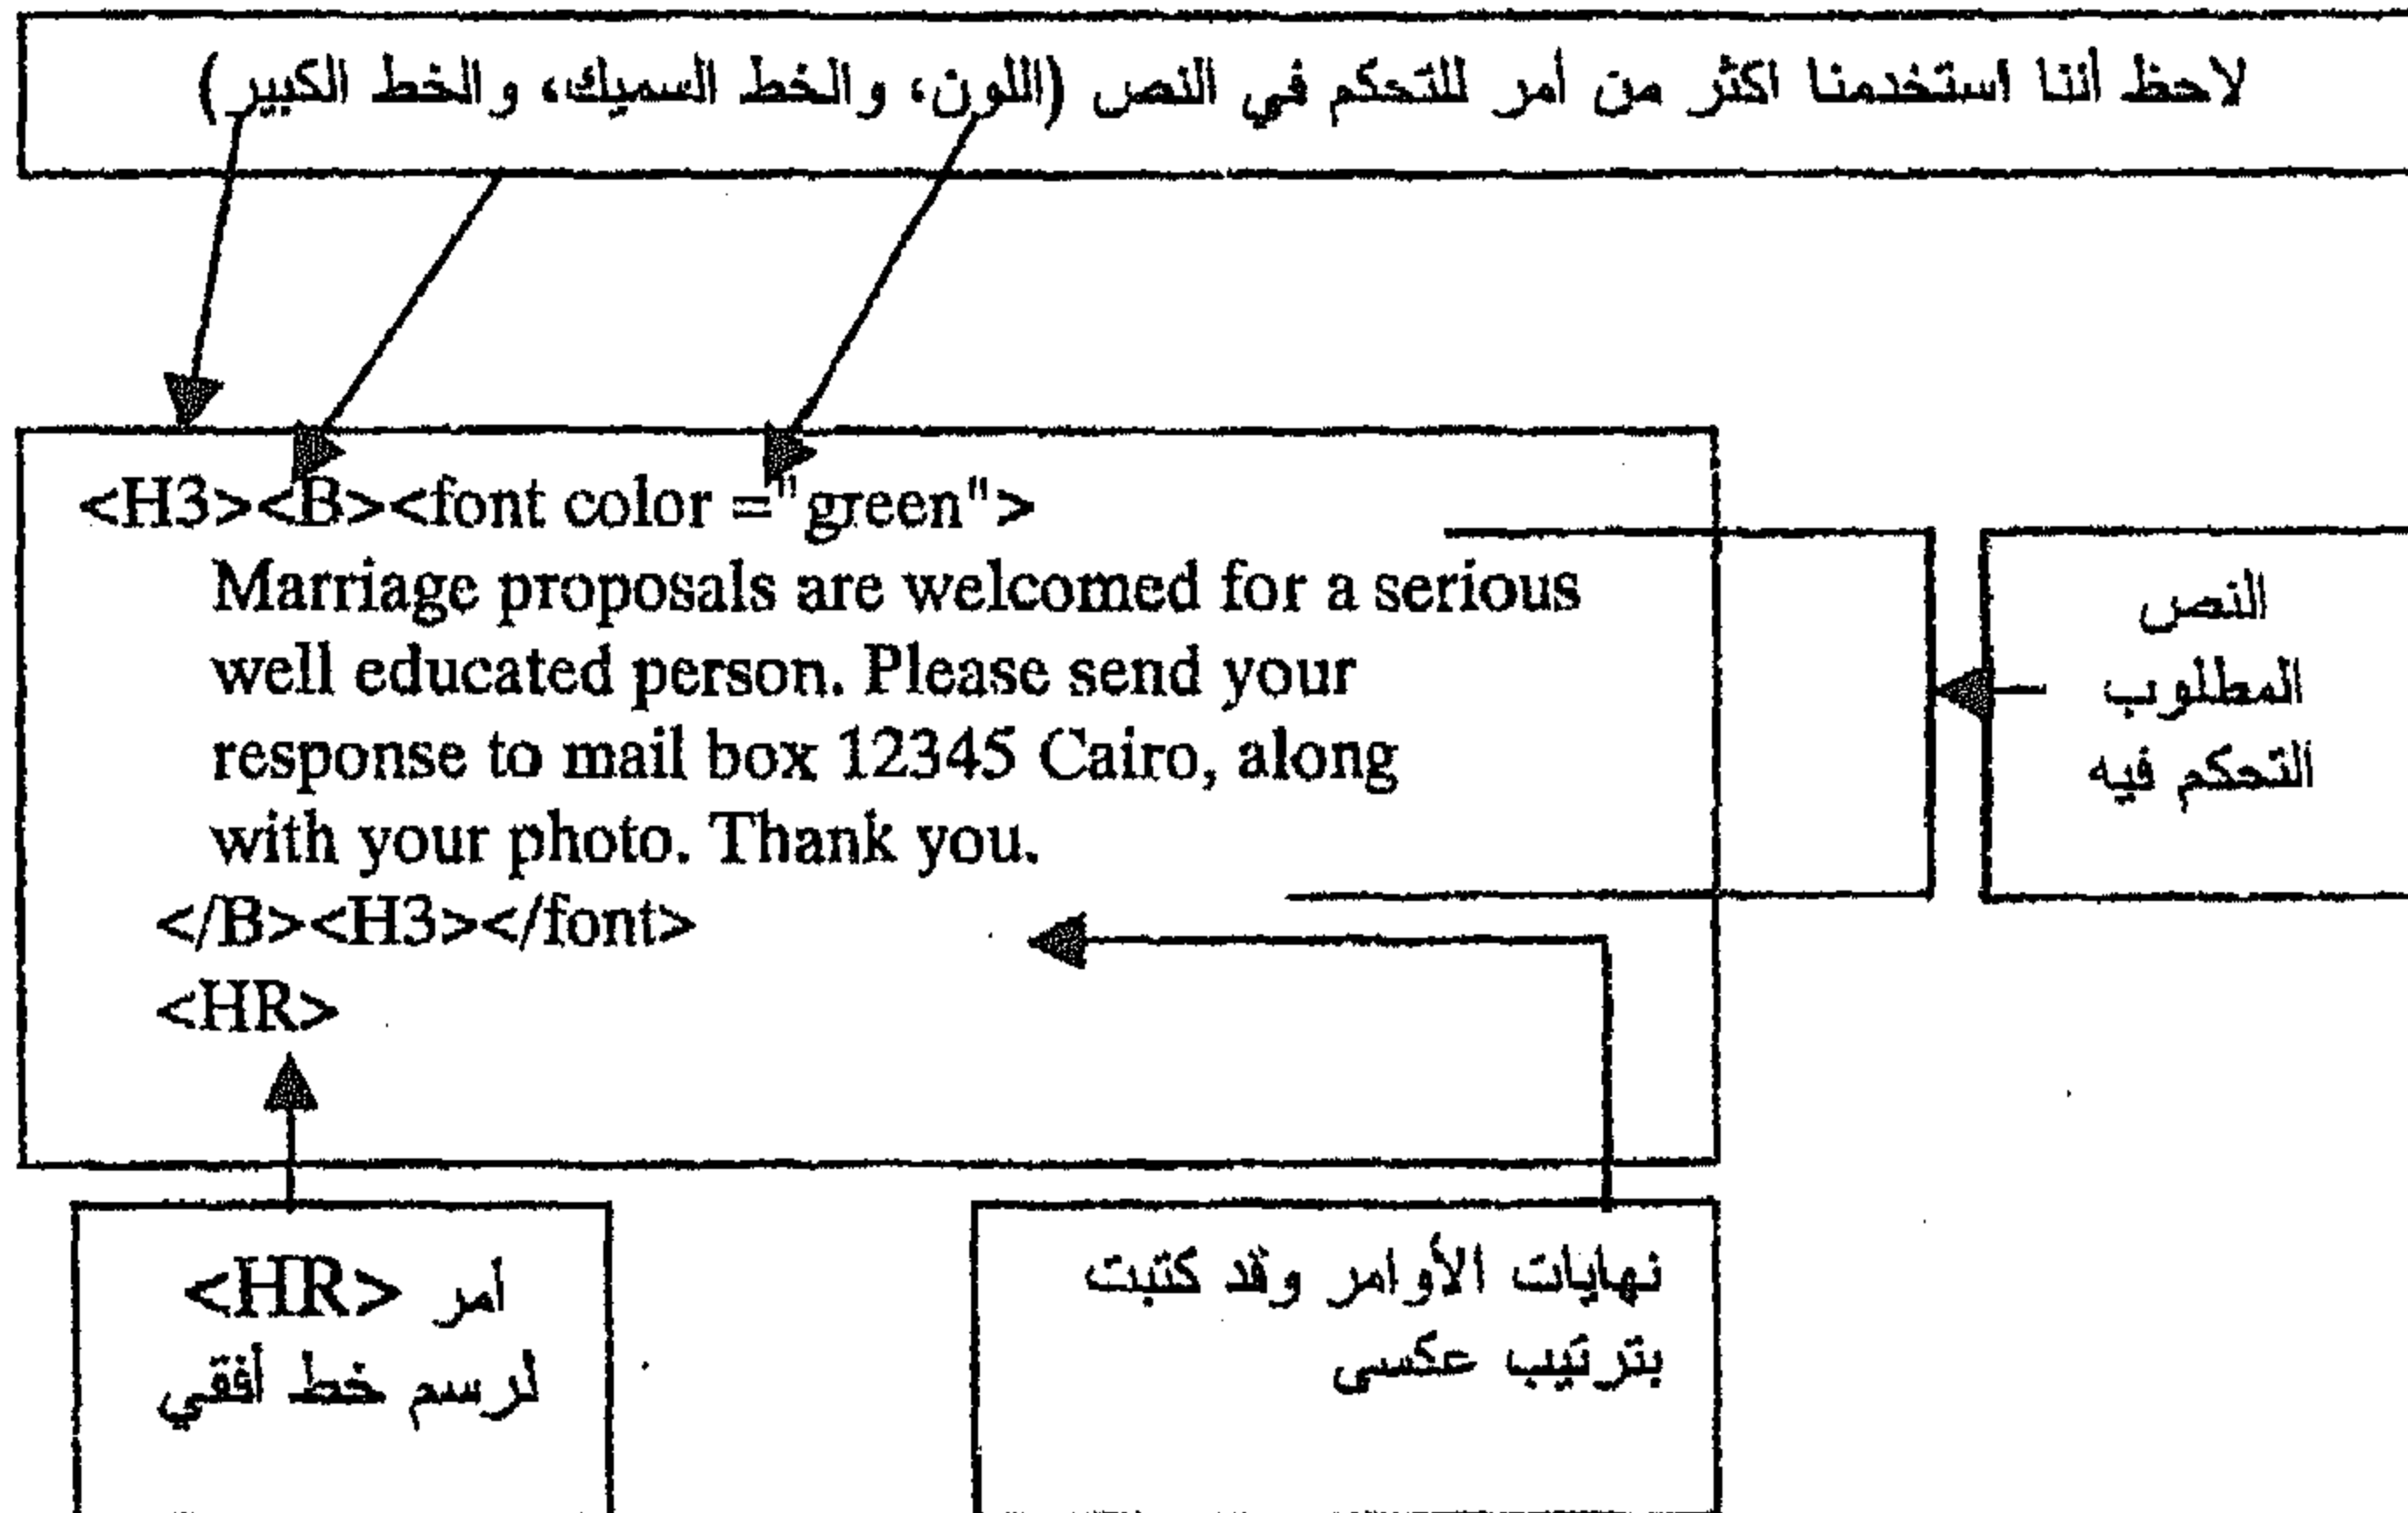 لاحظ أننا استخدمنا اكثر من أمر للتحكم في النص (اللون، والخط السميك، والخط الكبير)
<H3><B><font color ="green">
Marriage proposals are welcomed for a serious
well educated person. Please send your
response to mail box 12345 Cairo, along
with your photo. Thank you.
</B><H3></font>
<HR>
النص
المطلوب
التحكم فيه
أمر <HR>
لرسم خط أفقي
نهايات الأوامر وقد كتبت
بترتيب عكسى